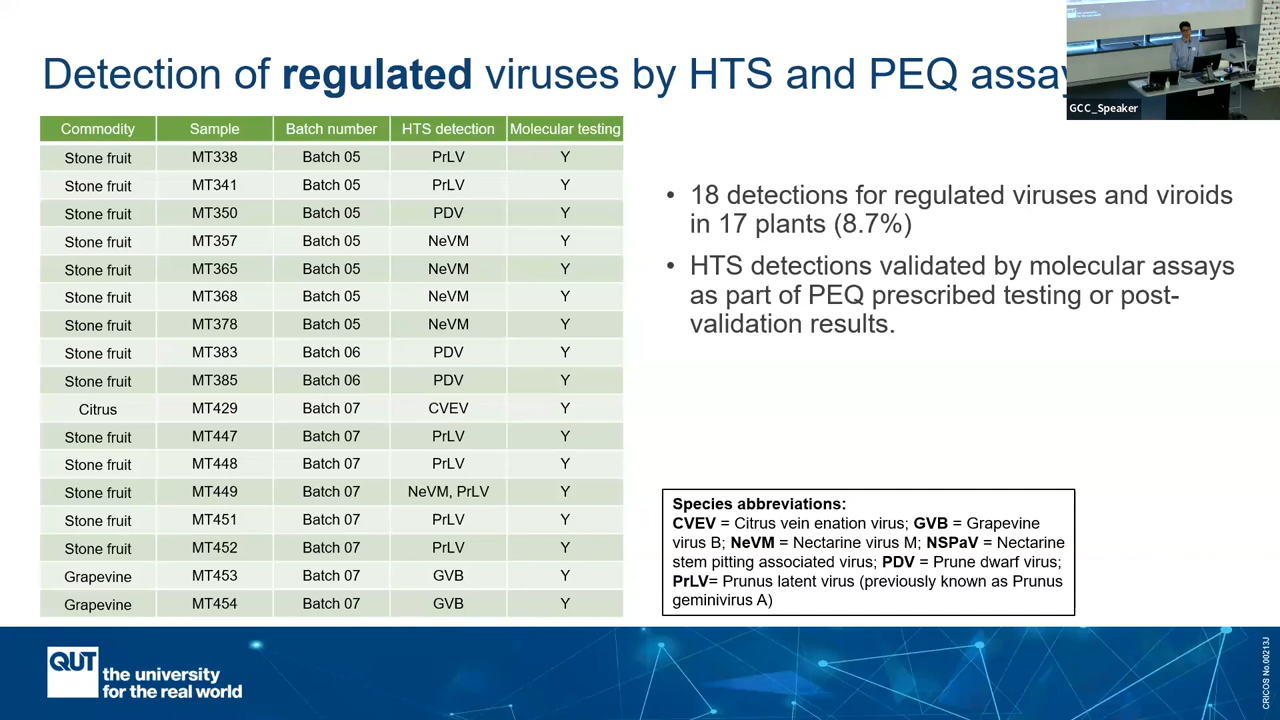 Detection of regulated viruses by HTS and PEQ assay
GCC_Speaker
Commodity Sample Batch number HTS detection Molecular testing
Stone fruit MT338 Batch 05 PrLV Y
Stone fruit MT341 Batch 05 PrLV Y
Stone fruit MT350 Batch 05 PDV Y
Stone fruit MT357 Batch 05 NeVM Y
Stone fruit MT365 Batch 05 NeVM Y
Stone fruit MT368 Batch 05 NeVM Y
Stone fruit MT378 Batch 05 NeVM Y
Stone fruit MT383 Batch 06 PDV Y
Stone fruit MT385 Batch 06 PDV Y
Citrus MT429 Batch 07 CVEV Y
Stone fruit MT447 Batch 07 PrLV Y
Stone fruit MT448 Batch 07 PrLV Y
Stone fruit MT449 Batch 07 NeVM, PrLV Y
Stone fruit MT451 Batch 07 PrLV Y
Stone fruit MT452 Batch 07 PrLV Y
Grapevine MT453 Batch 07 GVB Y
Grapevine MT454 Batch 07 GVB Y
• 18 detections for regulated viruses and viroids
in 17 plants (8.7%)
• HTS detections validated by molecular assays
as part of PEQ prescribed testing or post-
validation results.
Species abbreviations:
CVEV = Citrus vein enation virus; GVB = Grapevine
virus B; NeVM = Nectarine virus M; NSPaV = Nectarine
stem pitting associated virus; PDV = Prune dwarf virus;
PrLV= Prunus latent virus (previously known as Prunus
geminivirus A)
QUT
the university
for the real world
CRICOS No.00213J